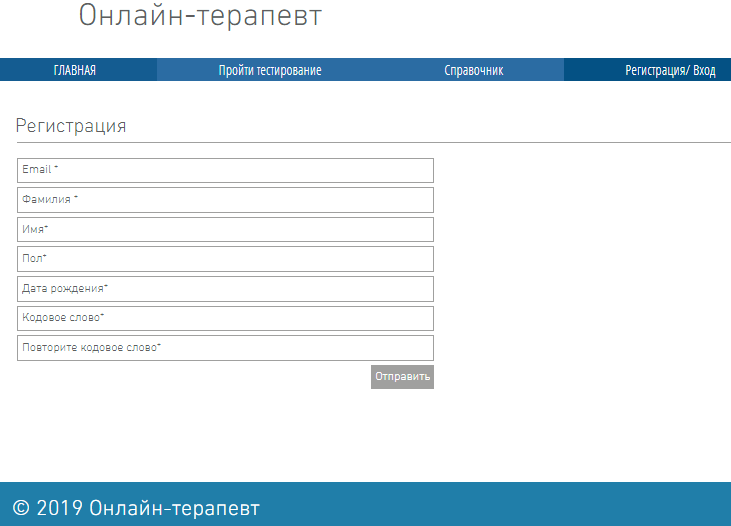 Онлайн-терапевт
ГЛАВНАЯ Пройти тестирование Справочник Регистрация/ Вход
Регистрация
Email *
Фамилия *
Имя*
Пол*
Дата рождения*
Кодовое слово*
Повторите кодовое слово*
Отправить
© 2019 Онлайн-терапевт